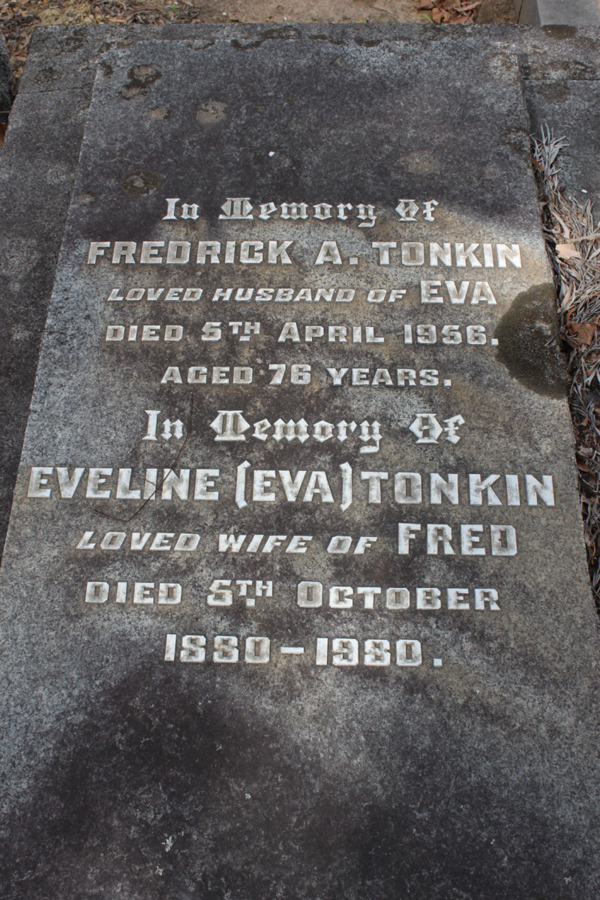 In Memory Of
FREDRICK A. TONKIN
LOVED HUSBAND OF EVA
DIED 5TH APRIL 1956.
AGED 76 YEARS.
In Memory Of
EVELINE (EVA) TONKIN
LOVED WIFE OF FRED
DIED 5TH OCTOBER
1880-1980.